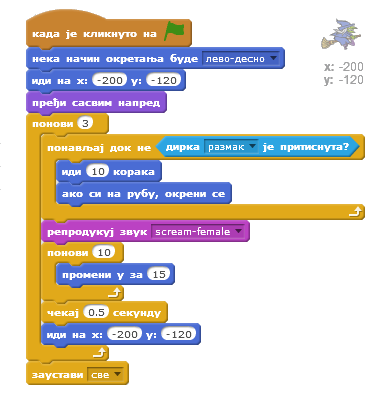 када је кликнуто на
нека начин окретања буде лево-десно
иди на x: -200 y: -120
пређи сасвим напред
понови 3
понављај док не дирка размак је притиснута?
иди 10 корака
ако си на рубу, окрени се
репродукуј звук scream-female
понови 10
промени y за 15
чекај 0.5 секунду
иди на x: -200 y: -120
заустави све
x: -200
y: -120